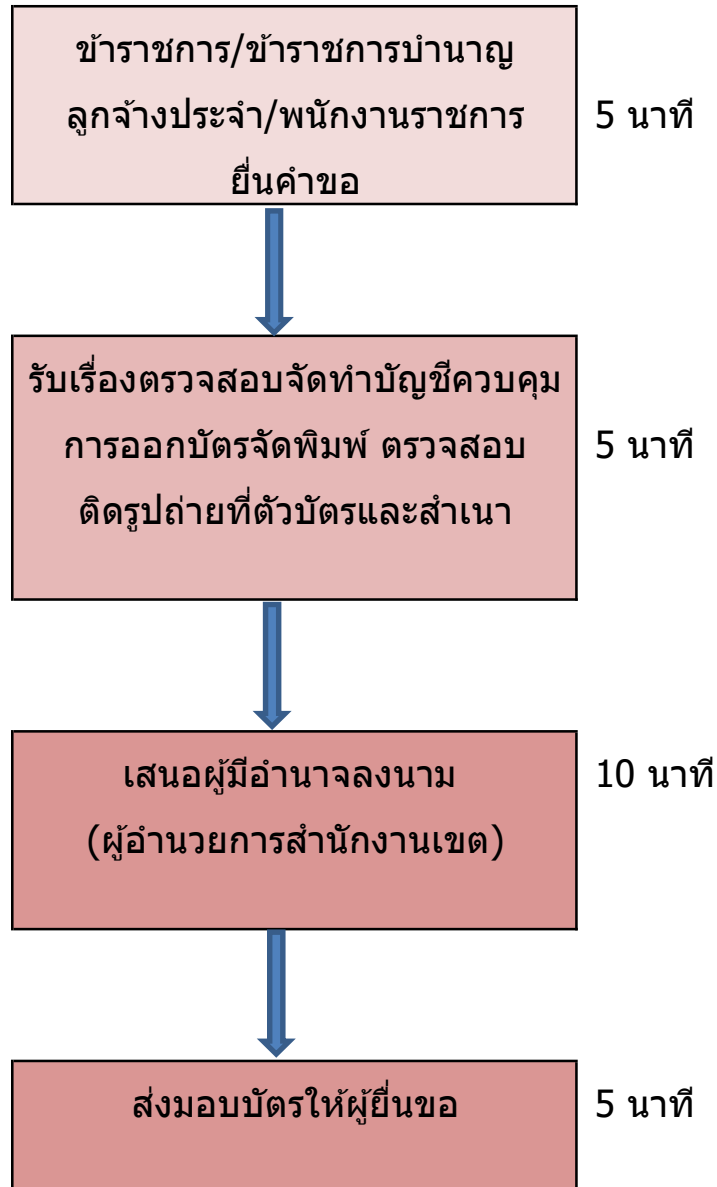 ข้าราชการ/ข้าราชการบำนาญ
ลูกจ้างประจำ/พนักงานราชการ
ยื่นคำขอ
5 นาที
รับเรื่องตรวจสอบจัดทำบัญชีควบคุม
การออกบัตรจัดพิมพ์ ตรวจสอบ
ติดรูปถ่ายที่ตัวบัตรและสำเนา
5 นาที
เสนอผู้มีอำนาจลงนาม
(ผู้อำนวยการสำนักงานเขต)
10 นาที
ส่งมอบบัตรให้ผู้ยื่นขอ
5 นาที